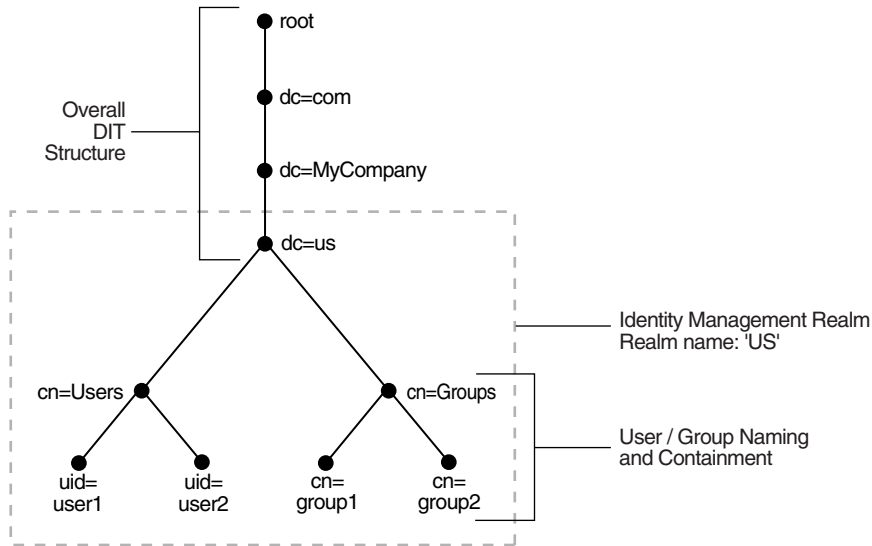 root
dc=com
Overall
DIT
Structure
dc=MyCompany
dc=us
Identity Management Realm
Realm name: 'US'
cn=Users
cn=Groups
User / Group Naming
and Containment
uid=
user1
uid=
user2
cn=
group1
cn=
group2